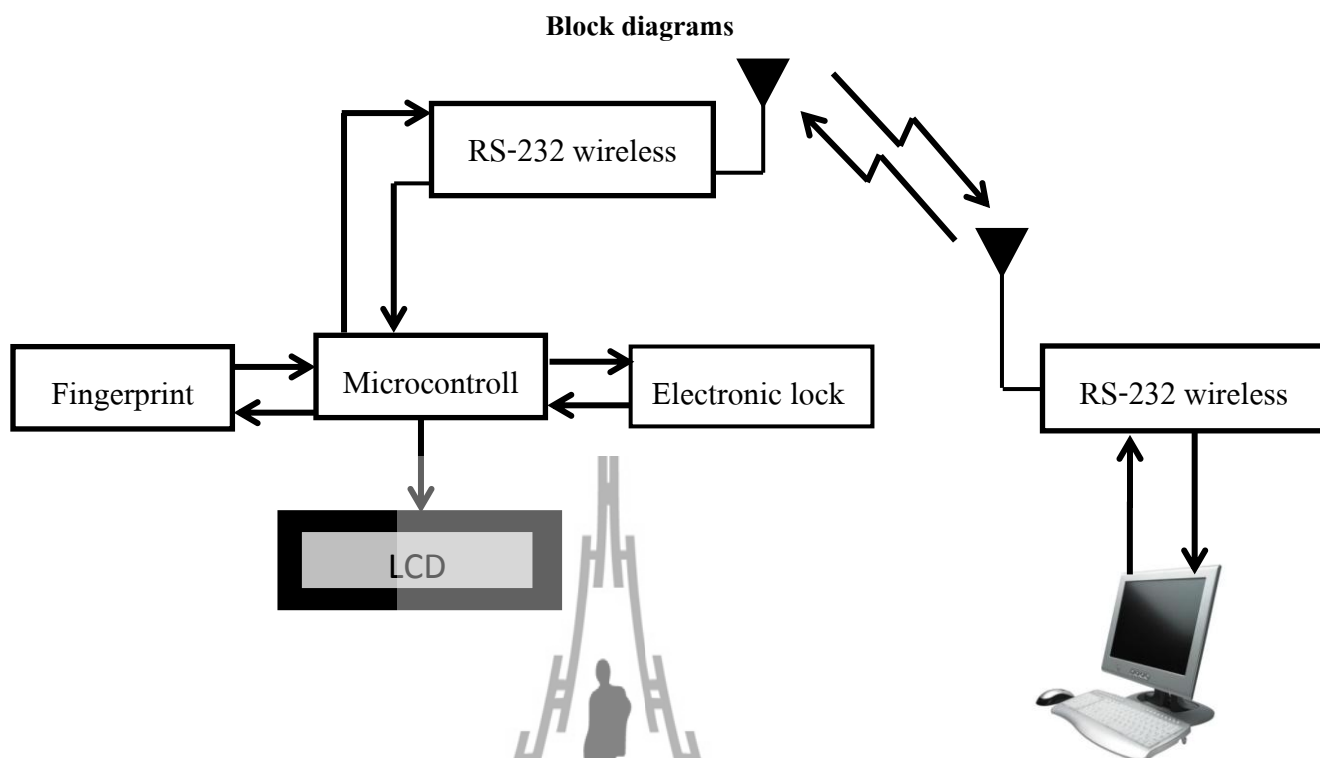 Block diagrams
RS-232 wireless
Fingerprint
Microcontroll
Electronic lock
RS-232 wireless
LCD